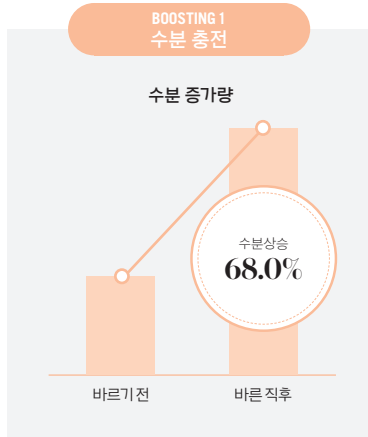 BOOSTING 1
수분 충전
수분 증가량
수분상승
68.0%
바르기 전
바른 직후